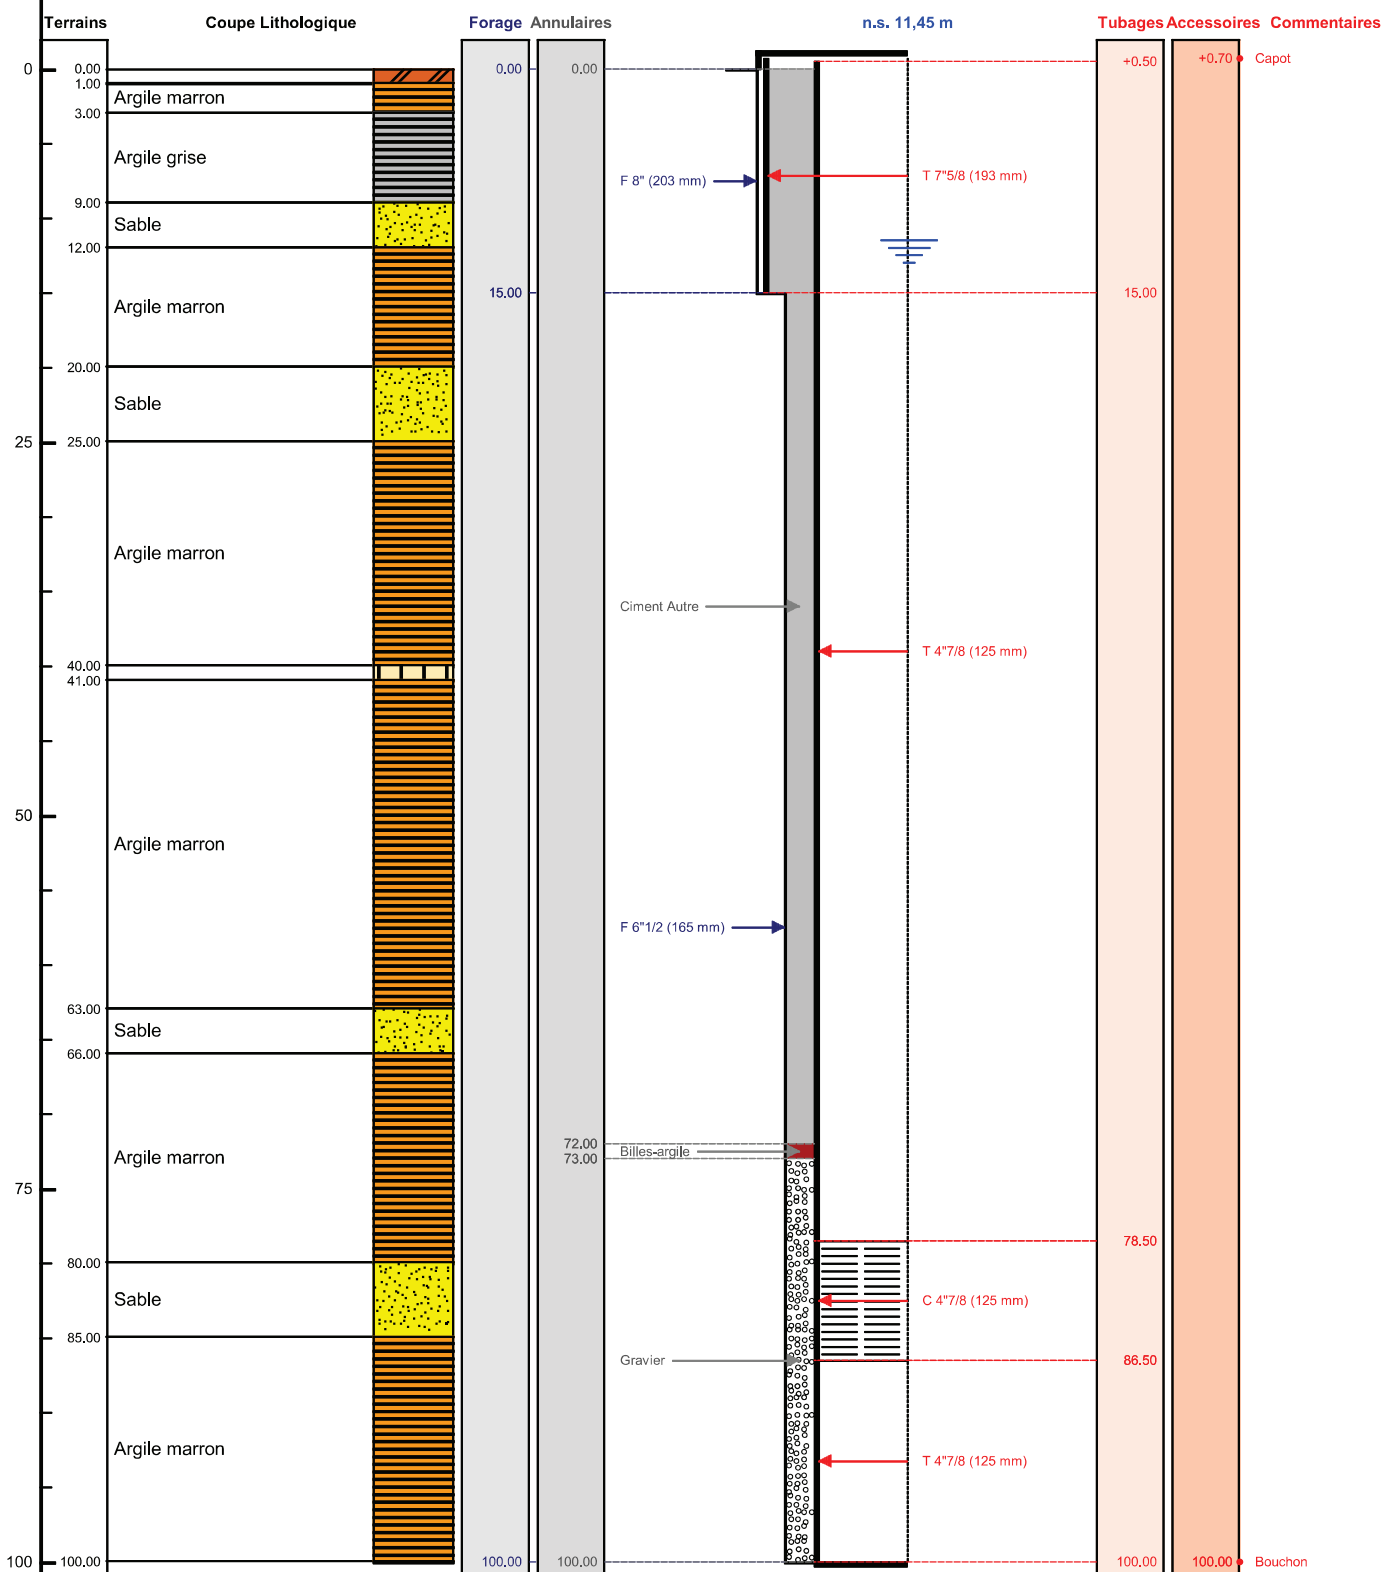 Terrains Coupe Lithologique Forage Annulaires n.s. 11,45 m Tubages Accessoires Commentaires
0 0.00 0.00 0.00 +0.50 +0.70 Capot
1.00
Argile marron
3.00
Argile grise
F 8" (203 mm) T 7"5/8 (193 mm)
9.00
Sable
12.00
15.00 15.00
Argile marron
20.00
Sable
25 25.00
Argile marron
Ciment Autre
T 4"7/8 (125 mm)
40.00
41.00
50
Argile marron
F 6"1/2 (165 mm)
63.00
Sable
66.00
72.00
Billes-argile
73.00
Argile marron
75
78.50
80.00
Sable C 4"7/8 (125 mm)
85.00
Gravier 86.50
Argile marron
T 4"7/8 (125 mm)
100 100.00 100.00 100.00 100.00 100.00 Bouchon